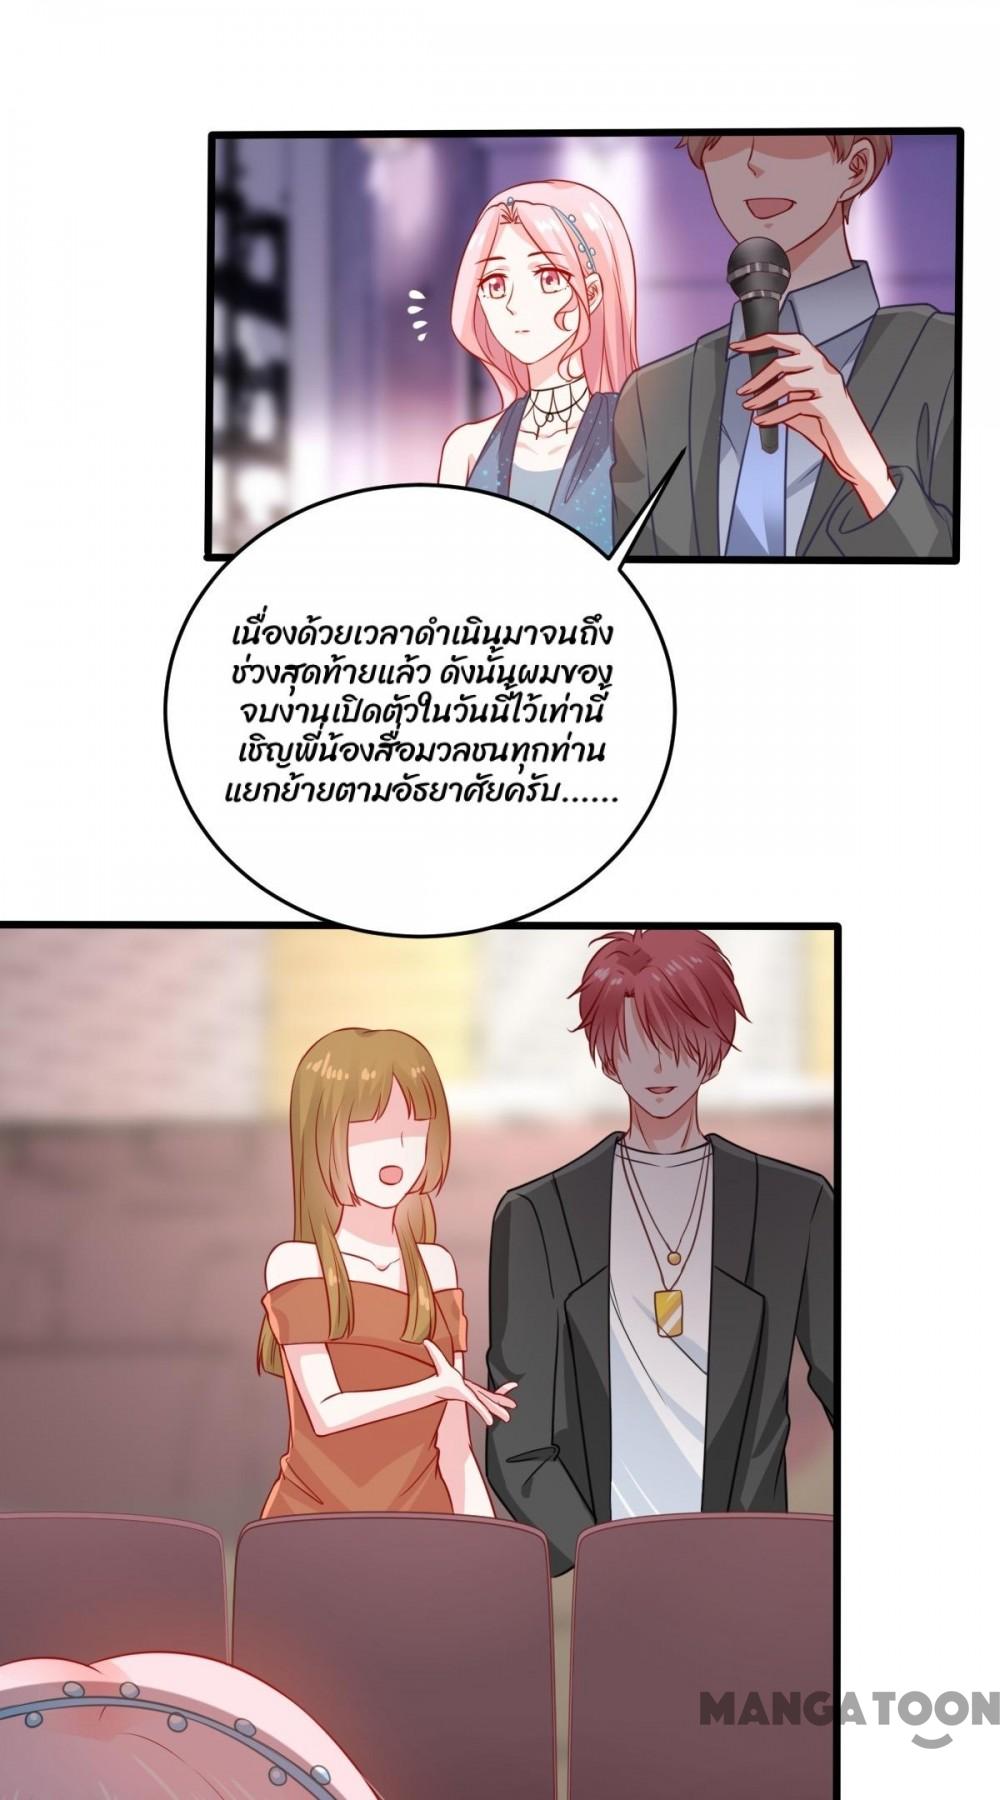 เนื่องด้วยเวลาดำเนินมาจนถึง
ช่วงสุดท้ายแล้ว ดังนั้นผมขอ
จบงานเปิดตัวในวันนี้ไว้เท่านี้
เชิญพี่น้องสื่อมวลชนทุกท่าน
แยกย้ายตามอัธยาศัยครับ......
MANGATOON